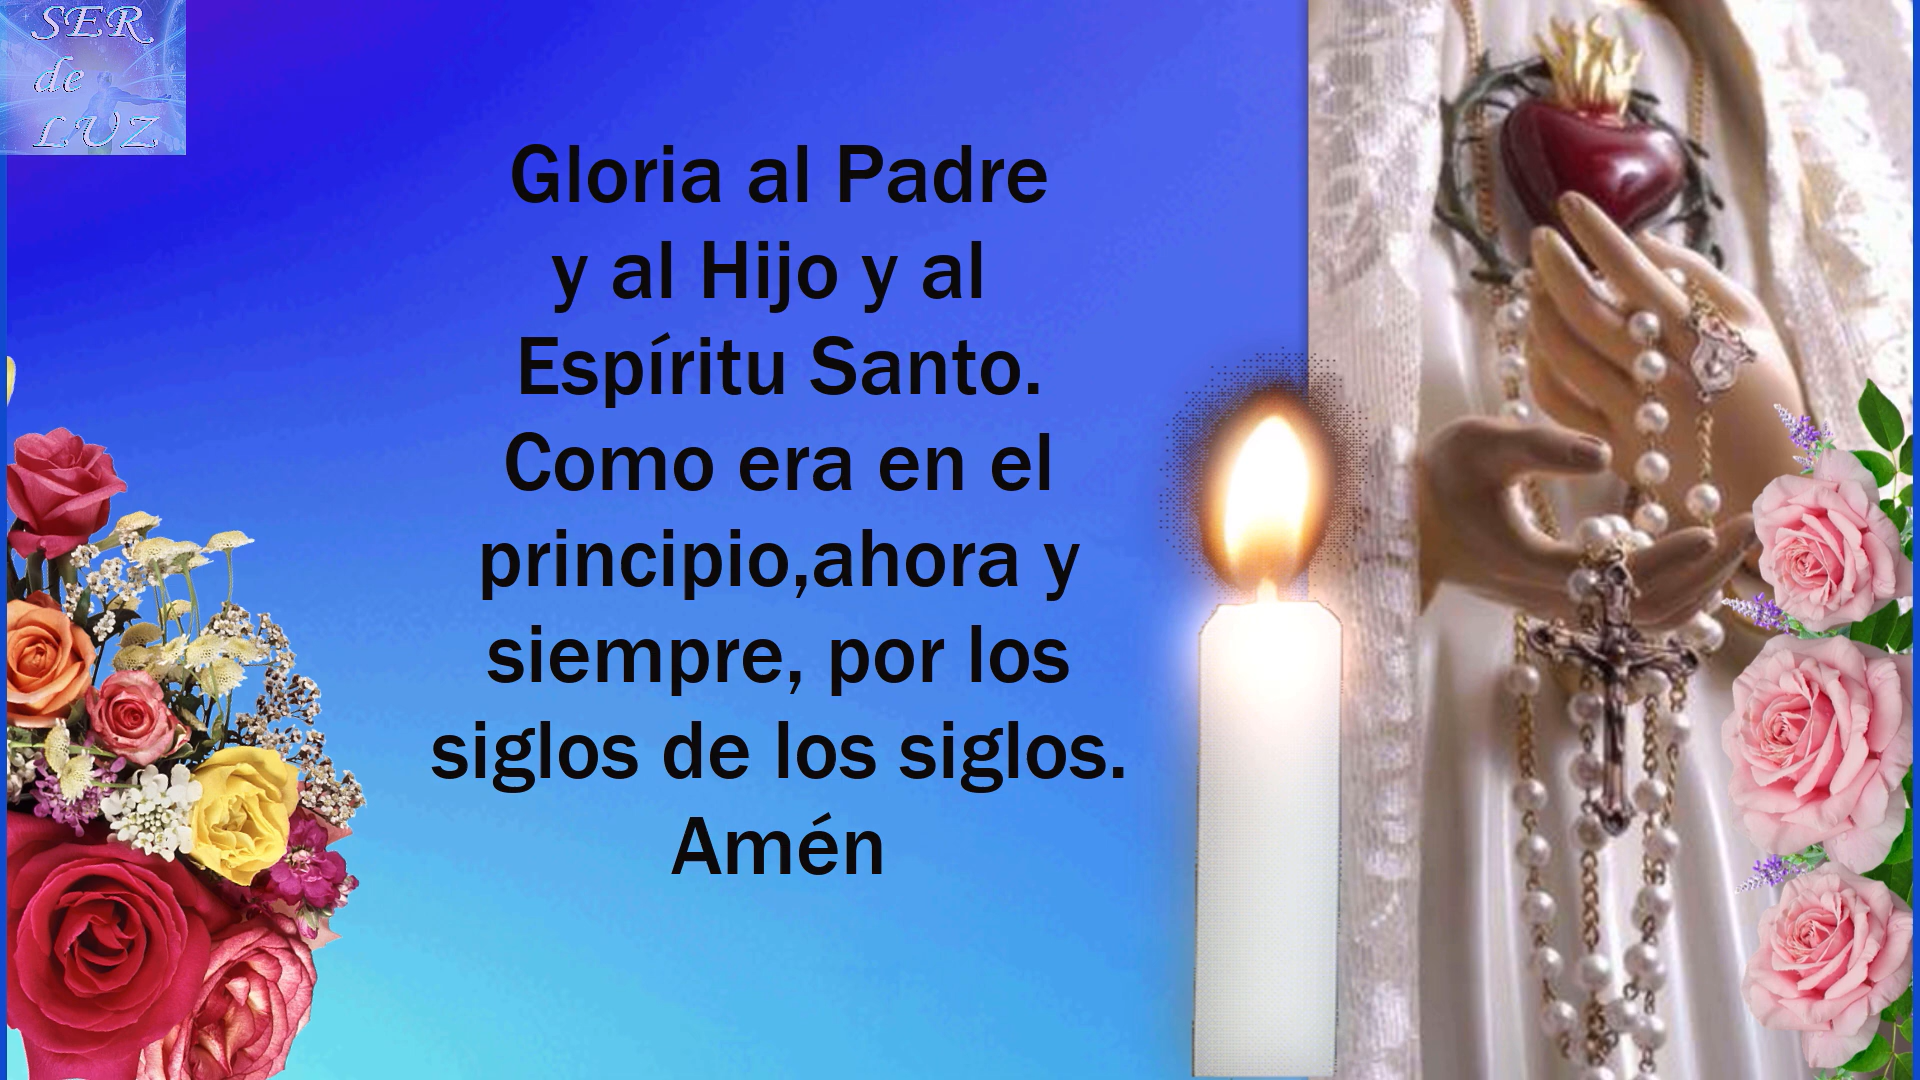 SER
de
LUZ
Gloria al Padre
y al Hijo y al
Espíritu Santo.
Como era en el
principio,ahora y
siempre, por los
siglos de los siglos.
Amén